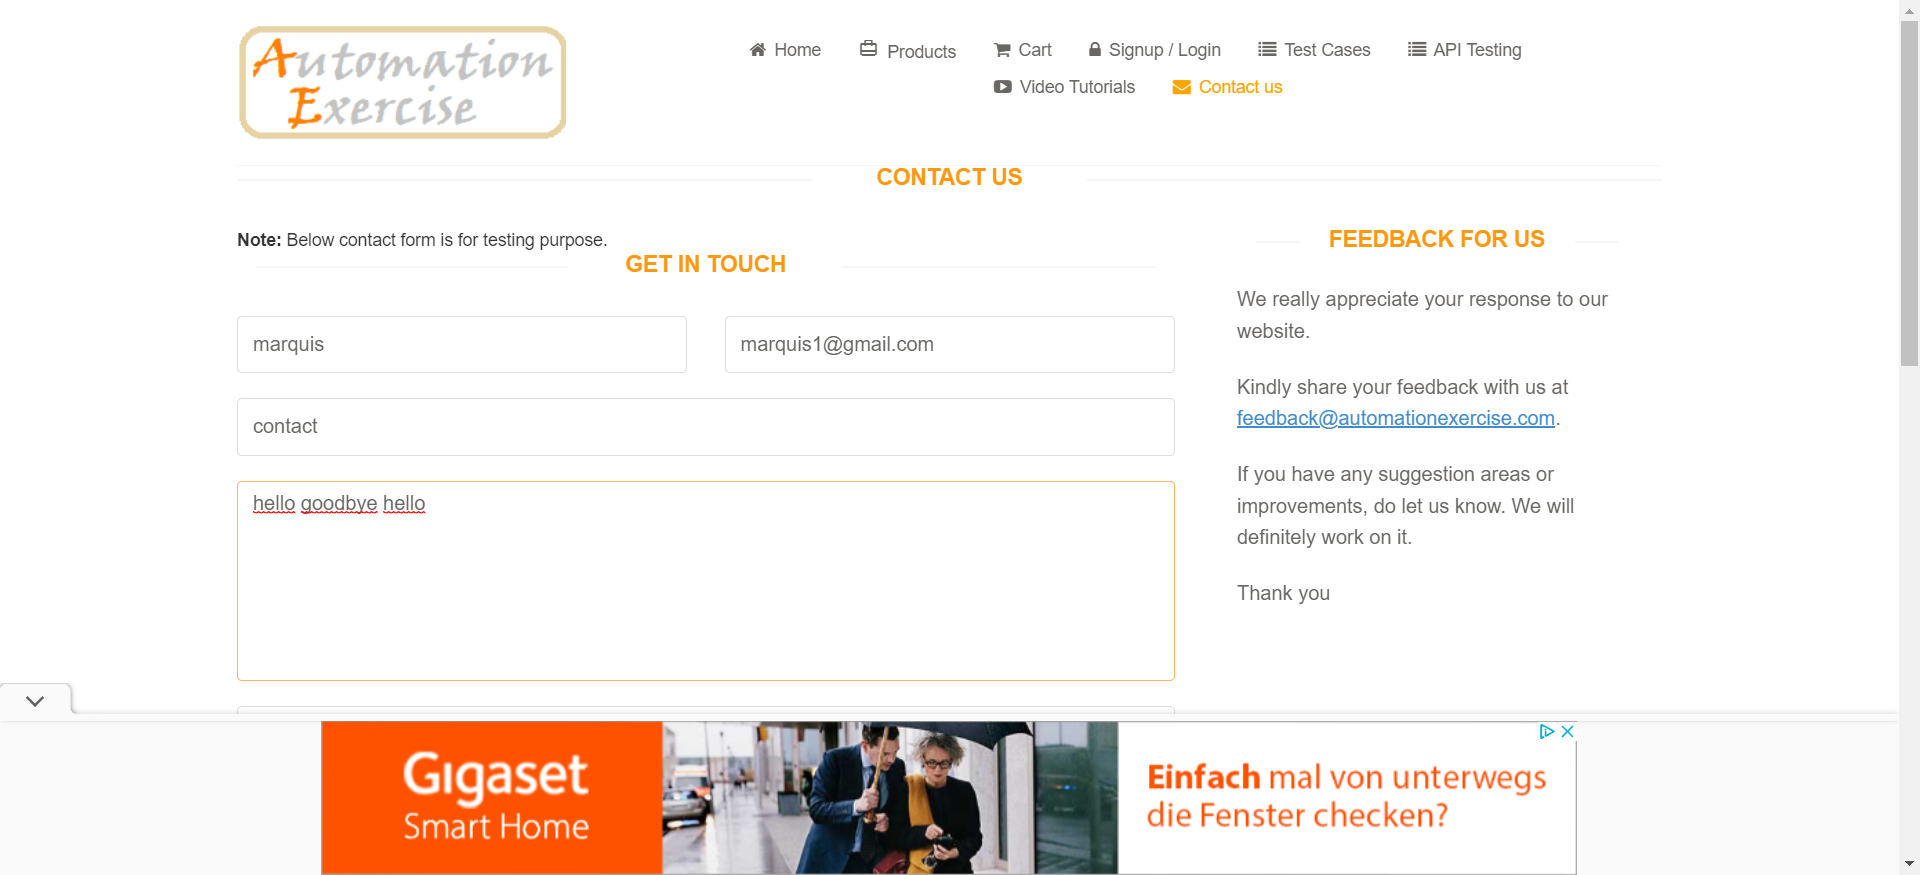 Automation
Exercise
Home
Products
Cart
Signup / Login
Test Cases
API Testing
Video Tutorials
Contact us
CONTACT US
Note: Below contact form is for testing purpose.
GET IN TOUCH
marquis
marquis1@gmail.com
contact
hello goodbye hello
FEEDBACK FOR US
We really appreciate your response to our
website.
Kindly share your feedback with us at
feedback@automationexercise.com.
If you have any suggestion areas or
improvements, do let us know. We will
definitely work on it.
Thank you
Gigaset
Smart Home
Einfach mal von unterwegs
die Fenster checken?